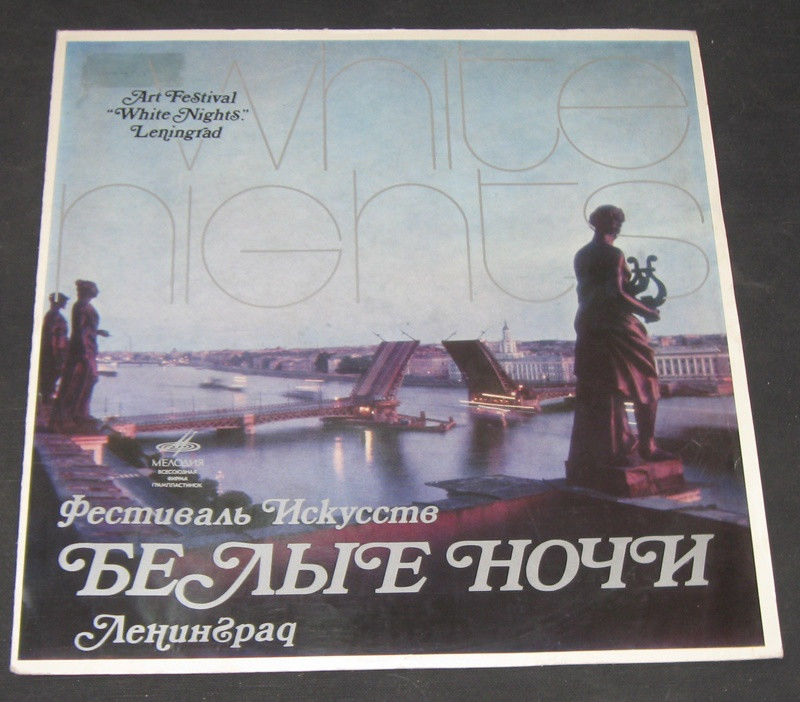 White
Art Festival
"White Nights."
Leningrad
nights
МЕЛОДИЯ
ВСЕСОЮЗНАЯ
ФИРМА
ГРАМПЛАСТИНОК
Фестиваль Искусств
БЕЛЫЕ НОЧИ
Ленинград